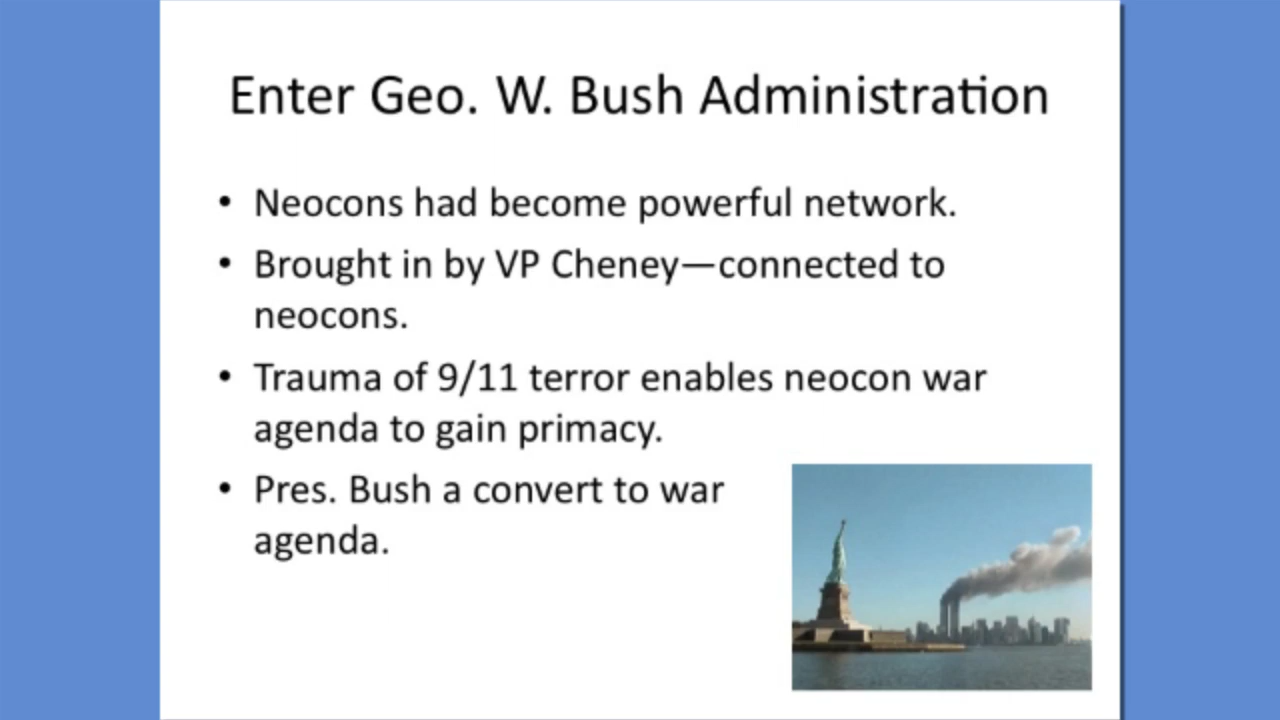 Enter Geo. W. Bush Administration
• Neocons had become powerful network.
• Brought in by VP Cheney—connected to
neocons.
• Trauma of 9/11 terror enables neocon war
agenda to gain primacy.
• Pres. Bush a convert to war
agenda.